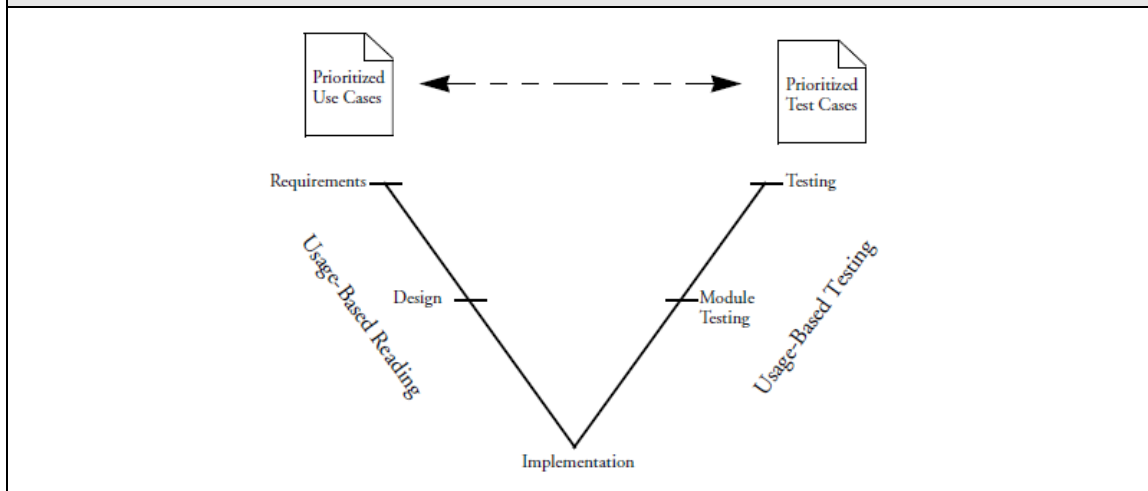 Prioritized
Use Cases
Prioritized
Test Cases
Requirements
Testing
Usage-Based Reading
Design
Module
Testing
Usage-Based Testing
Implementation